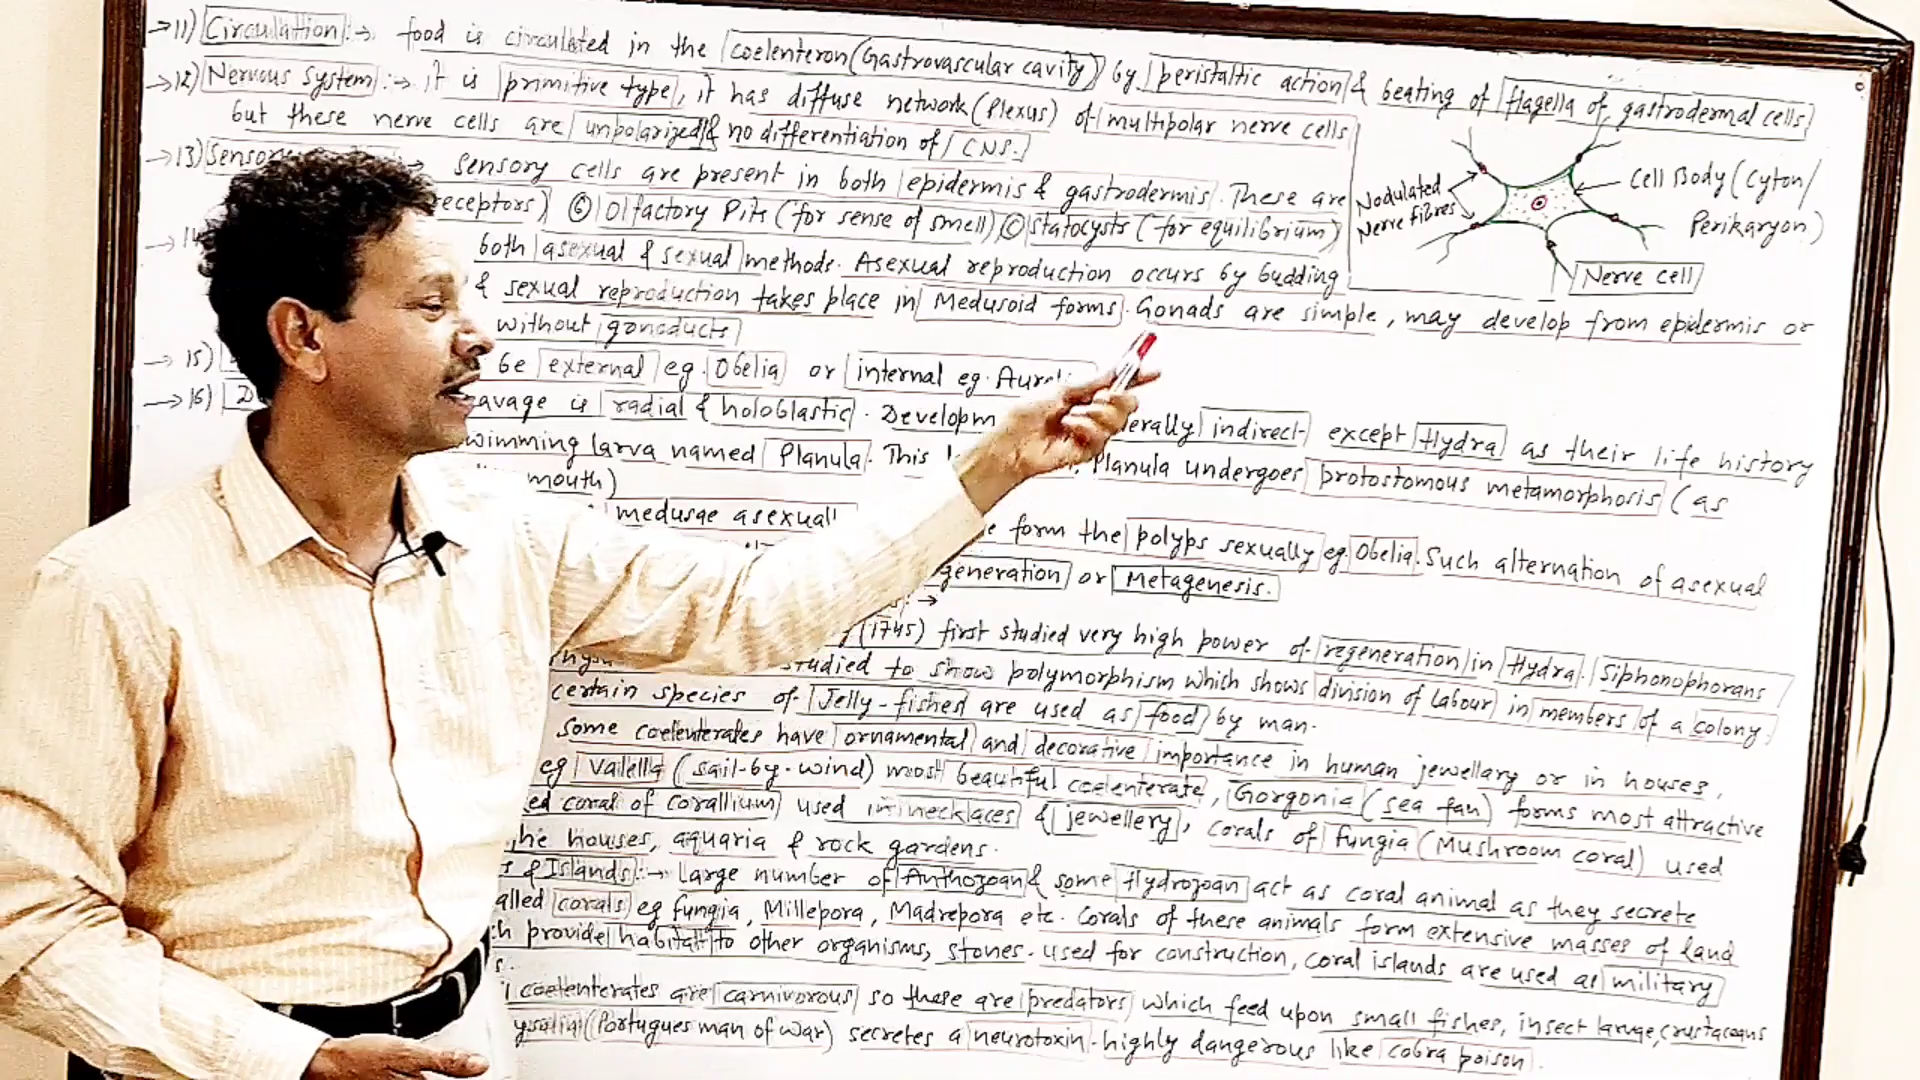 →11) Circulation :→ food is circulated in the coelenteron (Gastrovascular cavity) by peristaltic action & beating of flagella of gastrodermal cells
→12) Nervous system :→ it is primitive type, it has diffuse network (Plexus) of multipolar nerve cells
but these nerve cells are unpolarized & no differentiation of CNS.
→13) Sensory :→ sensory cells are present in both epidermis & gastrodermis. These are
receptors) ⓑ Olfactory Pits (for sense of smell) ⓒ Statocysts (for equilibrium)
→14 both asexual & sexual methods. Asexual reproduction occurs by budding
& sexual reproduction takes place in Medusoid forms. Gonads are simple, may develop from epidermis or
without gonoducts
→15) be external eg. Obelia or internal eg. Aurel
→16) D avage is radial & holoblastic. Developm erally indirect except Hydra as their life history
wimming larva named Planula. This Planula undergoes protostomous metamorphosis (as
mouth)
medusae asexuall form the polyps sexually eg. Obelia. Such alternation of asexual
generation or Metagenesis.
:→
(1745) first studied very high power of regeneration in Hydra. Siphonophorans
studied to show polymorphism which shows division of labour in members of a colony.
certain species of Jelly-fishes are used as food by man.
Some coelenterates have ornamental and decorative importance in human jewellary or in houses,
eg Vallella (sail-by-wind) most beautiful coelenterate, Gorgonia (sea fan) forms most attractive
ed coral of corallium) used in necklaces & jewellery, corals of fungia (Mushroom coral) used
the houses, aquaria & rock gardens.
s & Islands :→ Large number of Anthozoan & some Hydrozoan act as coral animal as they secrete
alled corals eg fungia, Millepora, Madrepora etc. Corals of these animals form extensive masses of land
ch provide habitat to other organisms, stones used for construction, coral islands are used as military
s.
coelenterates are carnivorous so these are predators which feed upon small fishes, insect larvae, crustaceans
ysalia (Portugues man of war) secretes a neurotoxin highly dangerous like cobra poison.
Nodulated
Nerve fibres
Cell Body (Cyton/
Perikaryon)
Nerve cell